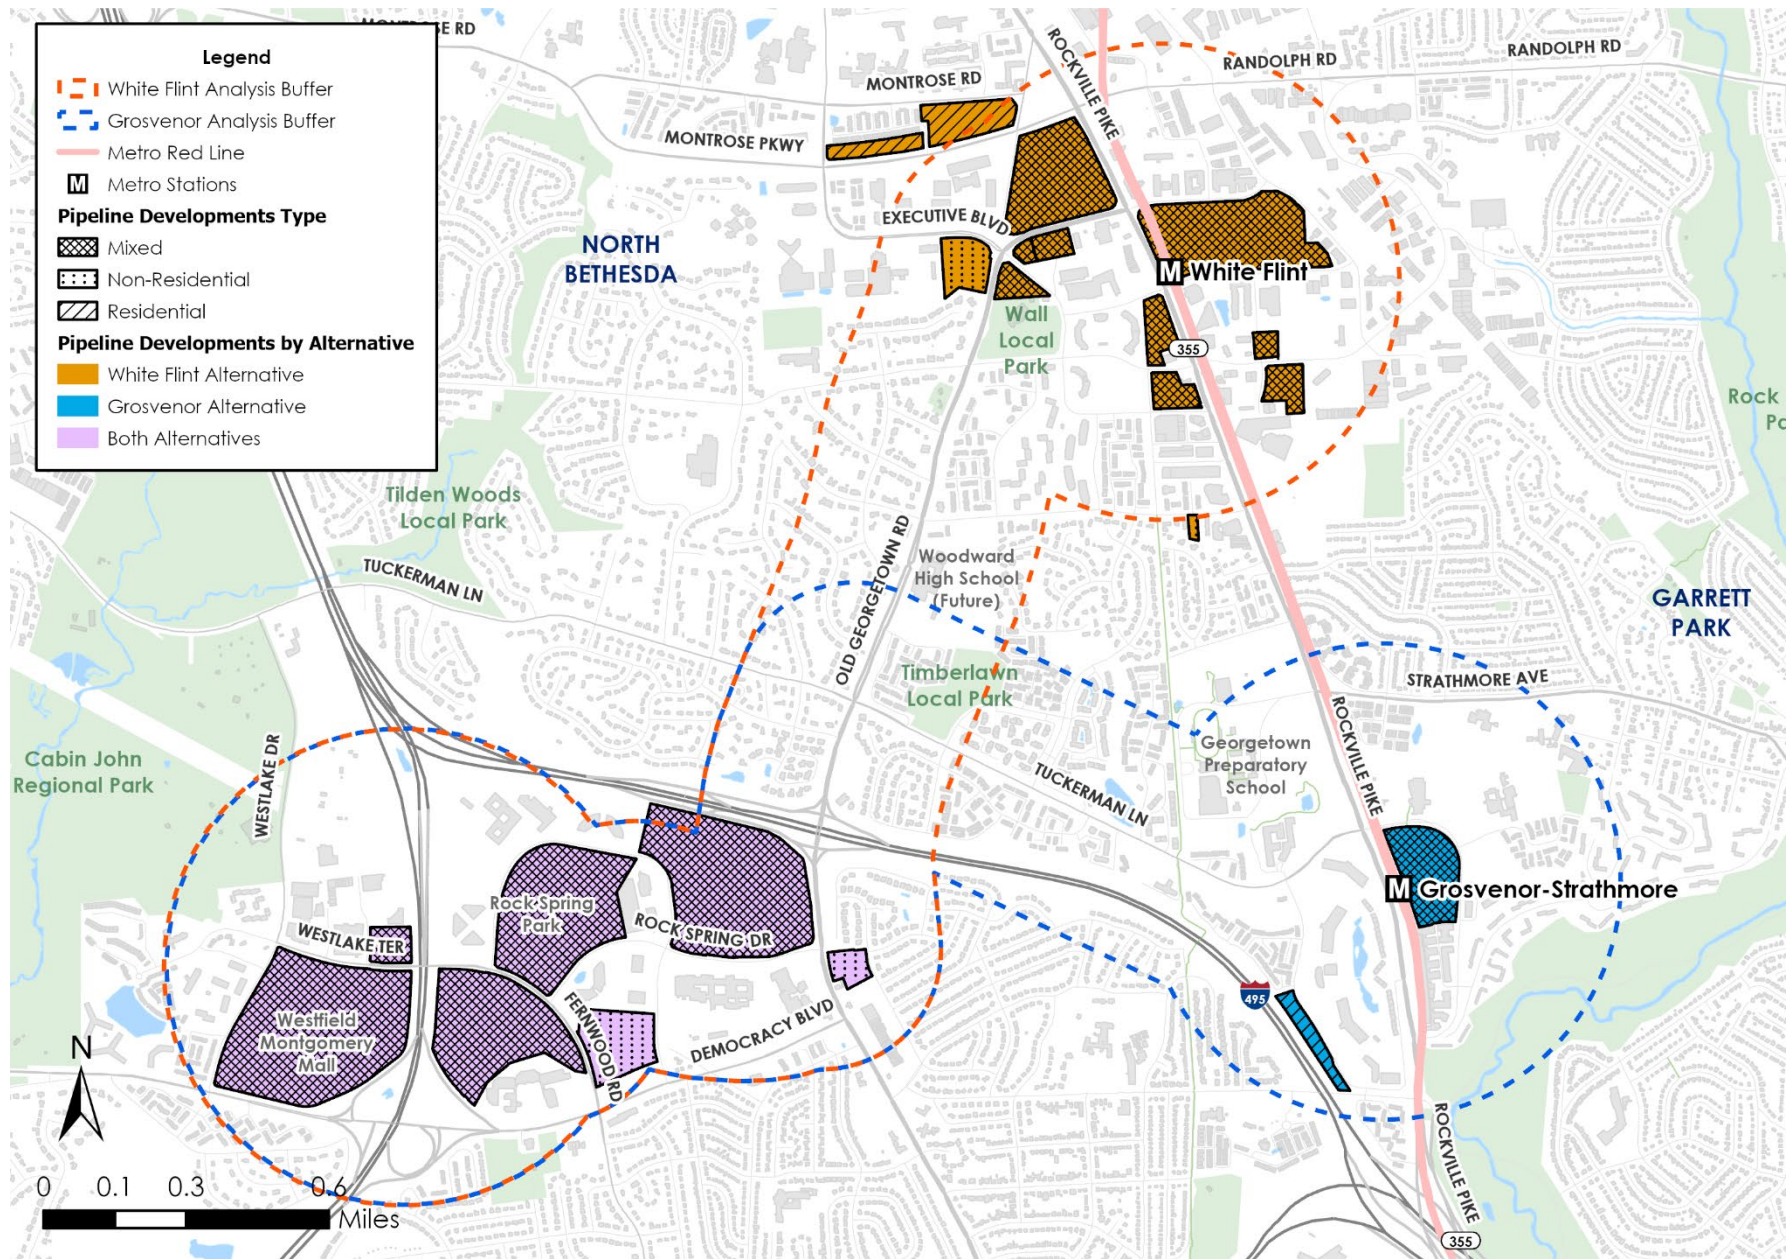 Legend
White Flint Analysis Buffer
Grosvenor Analysis Buffer
Metro Red Line
M Metro Stations
Pipeline Developments Type
Mixed
Non-Residential
Residential
Pipeline Developments by Alternative
White Flint Alternative
Grosvenor Alternative
Both Alternatives
RD
MONTROSE RD
ROCKVILLE PIKE
RANDOLPH RD
RANDOLPH RD
MONTROSE PKWY
EXECUTIVE BLVD
NORTH
BETHESDA
M White Flint
Wall
Local
Park
355
Rock
Tilden Woods
Local Park
TUCKERMAN LN
OLD GEORGETOWN RD
Woodward
High School
(Future)
GARRETT
PARK
Timberlawn
Local Park
STRATHMORE AVE
ROCKVILLE PIKE
Cabin John
Regional Park
WESTLAKE DR
Georgetown
Preparatory
School
TUCKERMAN LN
M Grosvenor-Strathmore
Rock Spring
Park
ROCK SPRING DR
WESTLAKE TER
495
Westfield
Montgomery
Mall
FERNWOOD RD
DEMOCRACY BLVD
N
ROCKVILLE PIKE
0 0.1 0.3 0.6
Miles
355